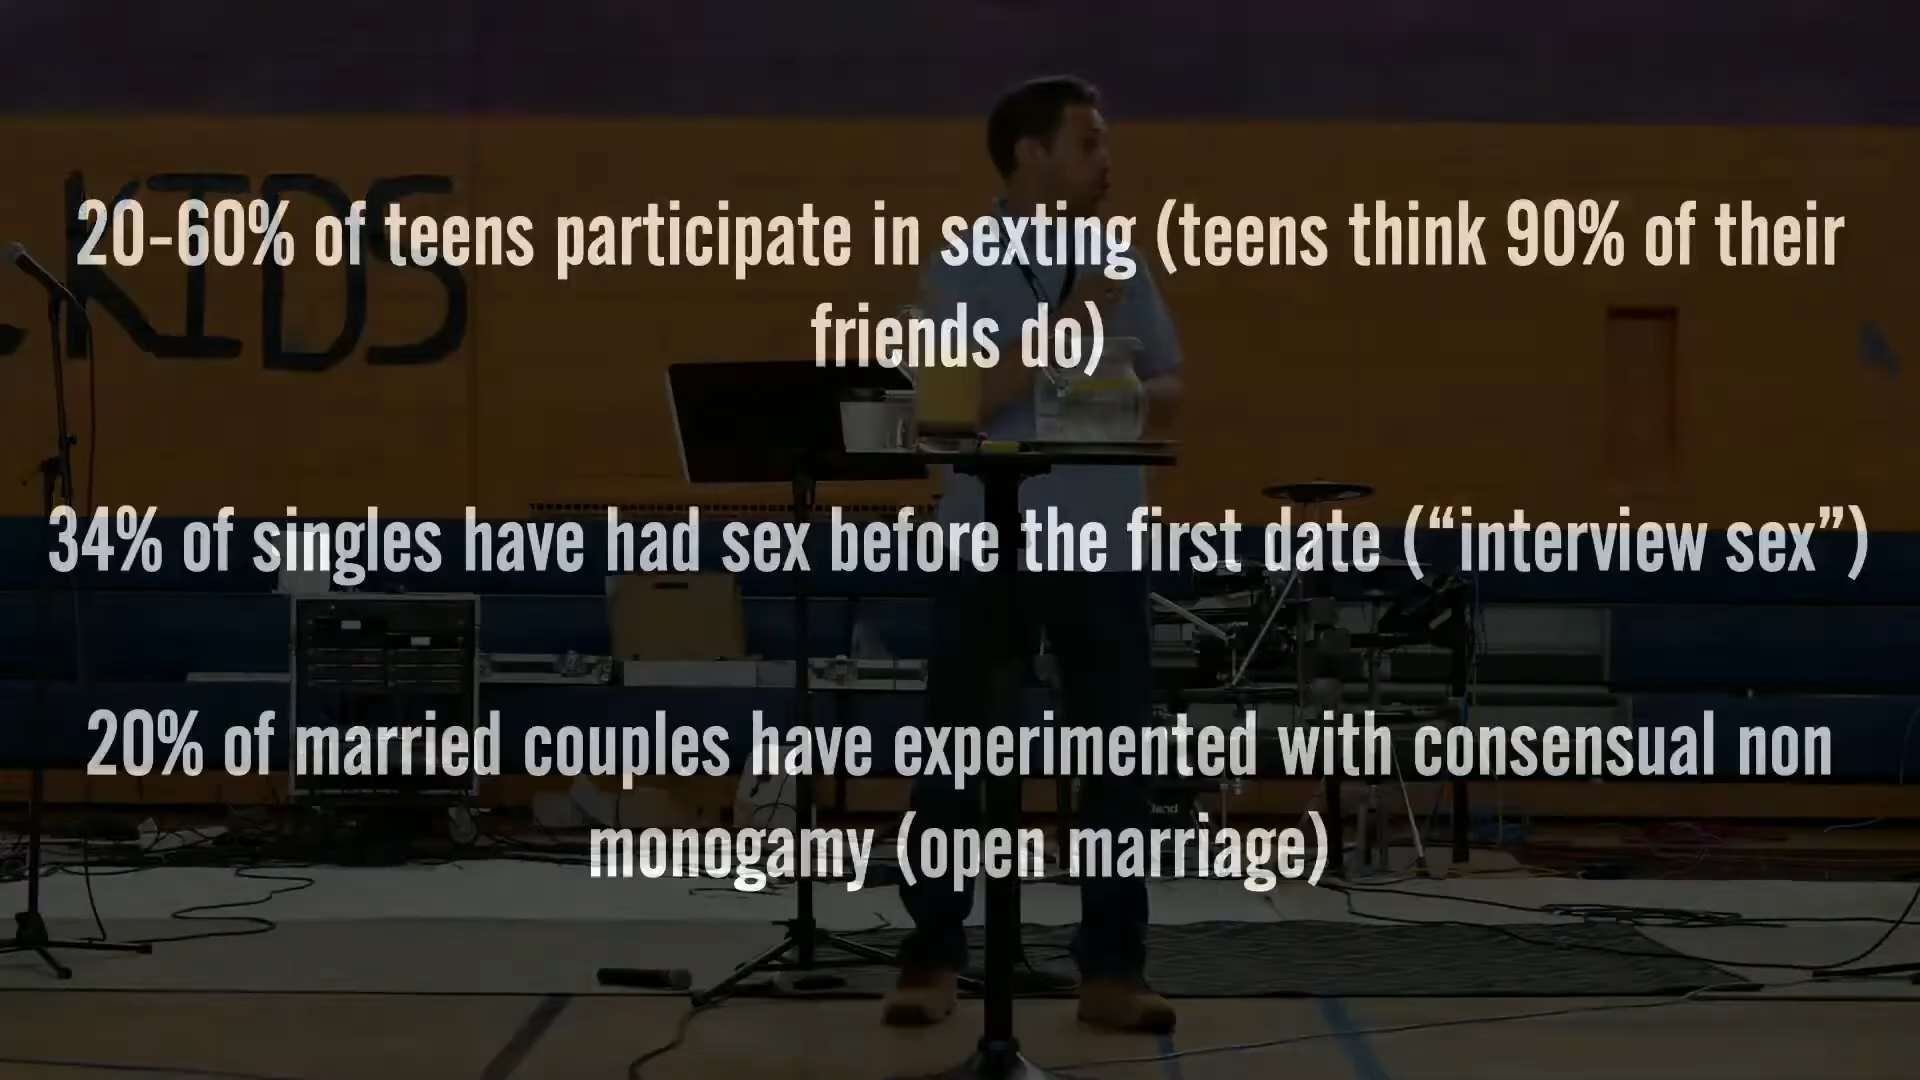 KIDS
20-60% of teens participate in sexting (teens think 90% of their
friends do)
34% of singles have had sex before the first date (“interview sex”)
20% of married couples have experimented with consensual non
monogamy (open marriage)